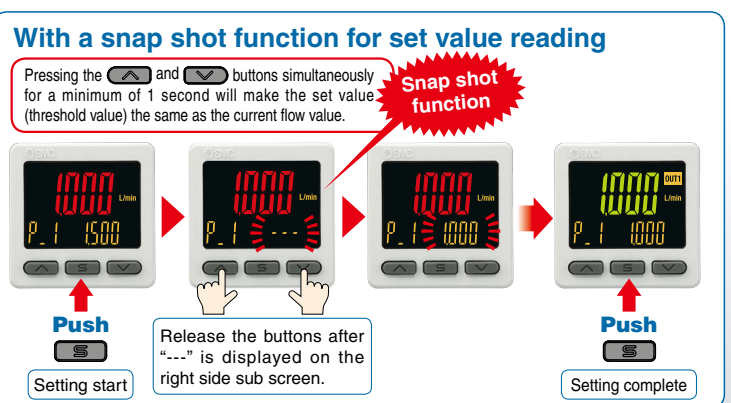 With a snap shot function for set value reading
Pressing the and buttons simultaneously
for a minimum of 1 second will make the set value
(threshold value) the same as the current flow value.
Snap shot
function
SMC
1.000
L/min
P_1 1.500
SMC
1.000
L/min
P_1 ---
SMC
1.000
L/min
P_1 1.000
SMC
1.000
OUT1
L/min
P_1 1.000
S
S
S
S
Push
S
Setting start
Release the buttons after
“---” is displayed on the
right side sub screen.
Push
S
Setting complete